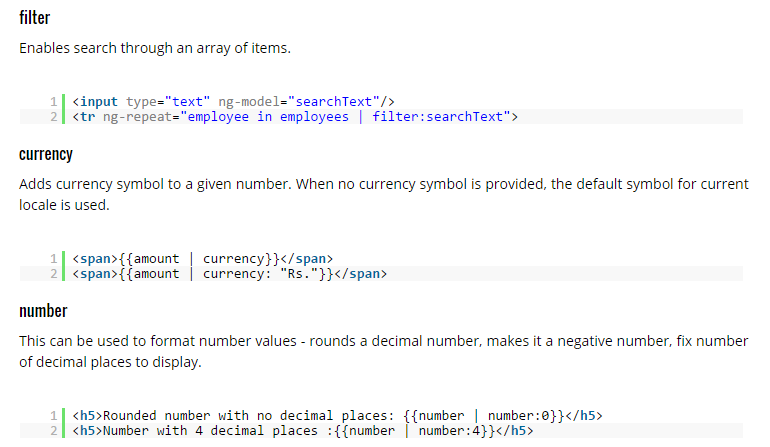 filter
Enables search through an array of items.
1 <input type="text" ng-model="searchText"/>
2 <tr ng-repeat="employee in employees | filter:searchText">
currency
Adds currency symbol to a given number. When no currency symbol is provided, the default symbol for current
locale is used.
1 <span>{{amount | currency}}</span>
2 <span>{{amount | currency: "Rs."}}</span>
number
This can be used to format number values - rounds a decimal number, makes it a negative number, fix number
of decimal places to display.
1 <h5>Rounded number with no decimal places: {{number | number:0}}</h5>
2 <h5>Number with 4 decimal places :{{number | number:4}}</h5>